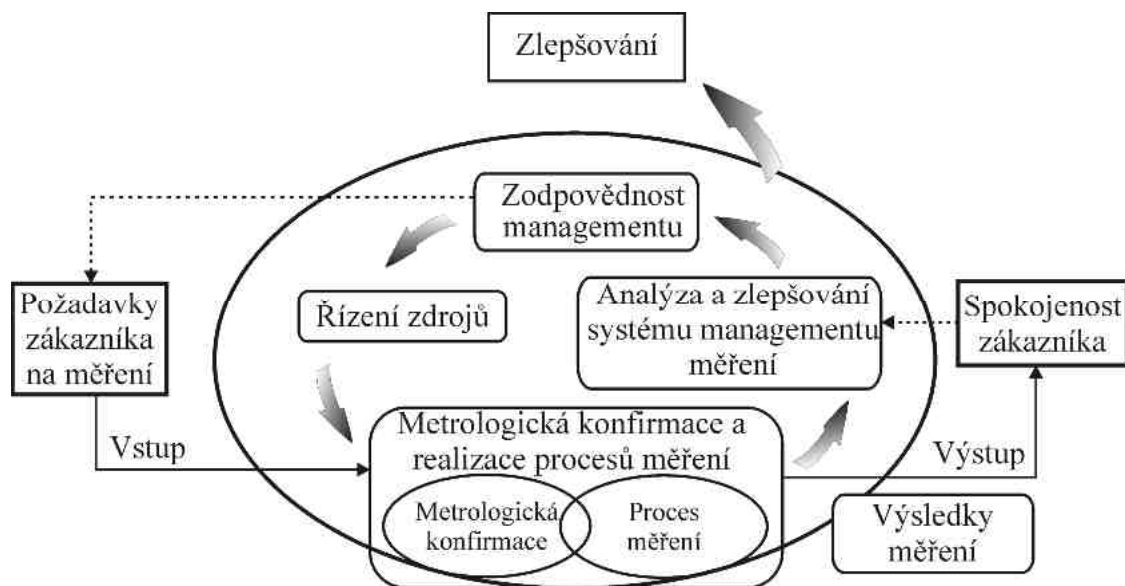 Zlepšování
Zodpovědnost
managementu
Požadavky
zákazníka
na měření
Řízení zdrojů
Analýza a zlepšování
systému managementu
měření
Spokojenost
zákazníka
Vstup
Metrologická konfirmace a
realizace procesů měření
Metrologická
konfirmace
Proces
měření
Výstup
Výsledky
měření